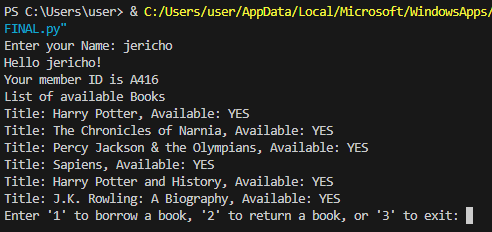 PS C:\Users\user> & C:/Users/user/AppData/Local/Microsoft/WindowsApps/
FINAL.py"
Enter your Name: jericho
Hello jericho!
Your member ID is A416
List of available Books
Title: Harry Potter, Available: YES
Title: The Chronicles of Narnia, Available: YES
Title: Percy Jackson & the Olympians, Available: YES
Title: Sapiens, Available: YES
Title: Harry Potter and History, Available: YES
Title: J.K. Rowling: A Biography, Available: YES
Enter '1' to borrow a book, '2' to return a book, or '3' to exit: